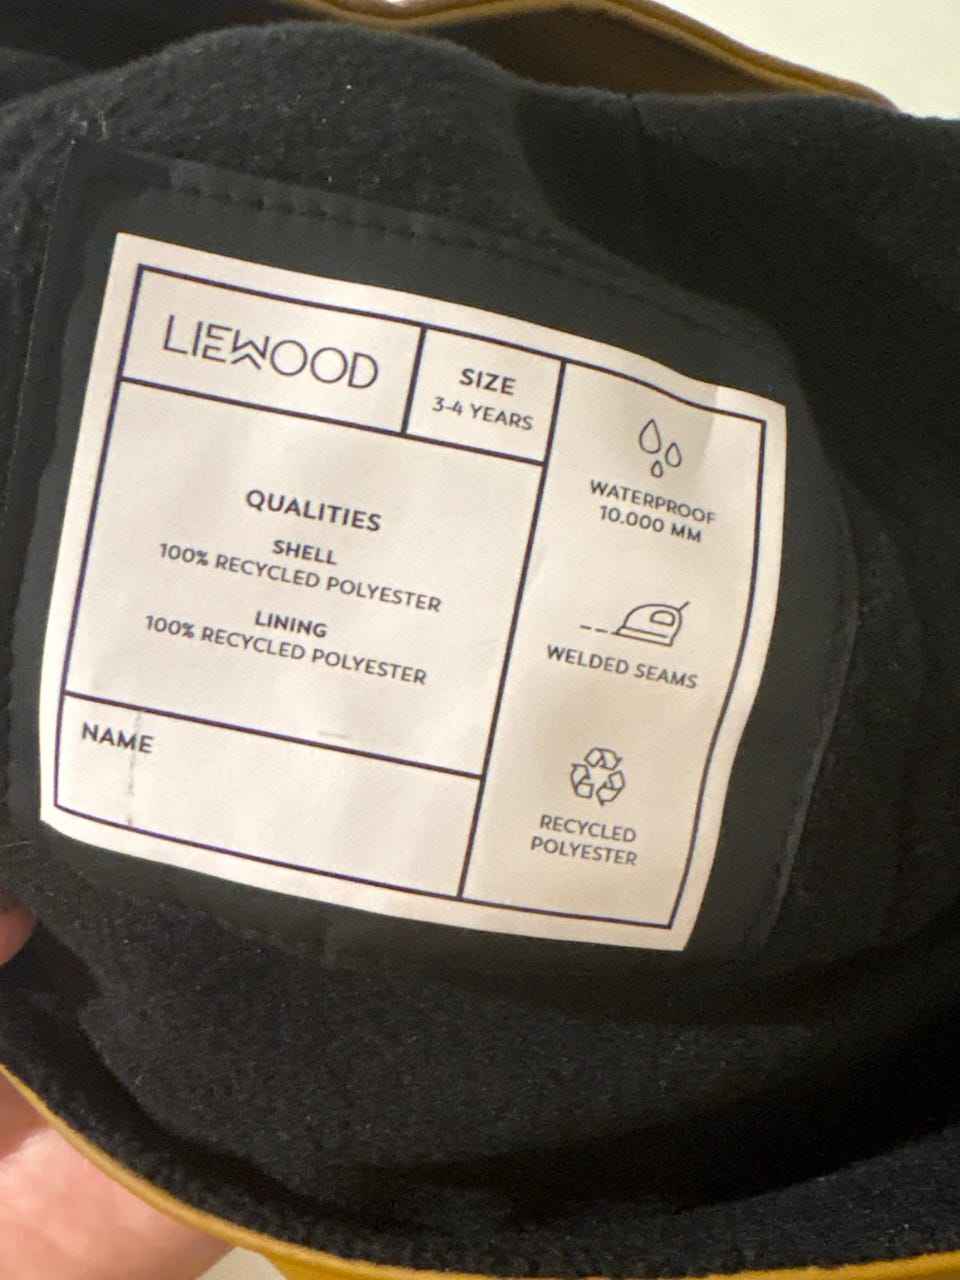 LIEWOOD
SIZE
3-4 YEARS
QUALITIES
SHELL
100% RECYCLED POLYESTER
LINING
100% RECYCLED POLYESTER
NAME
WATERPROOF
10.000 MM
WELDED SEAMS
RECYCLED
POLYESTER